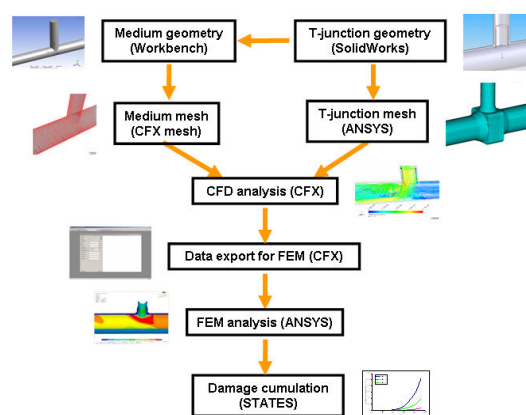 Medium geometry
(Workbench)
T-junction geometry
(SolidWorks)
Medium mesh
(CFX mesh)
T-junction mesh
(ANSYS)
CFD analysis (CFX)
Data export for FEM (CFX)
FEM analysis (ANSYS)
Damage cumulation
(STATES)